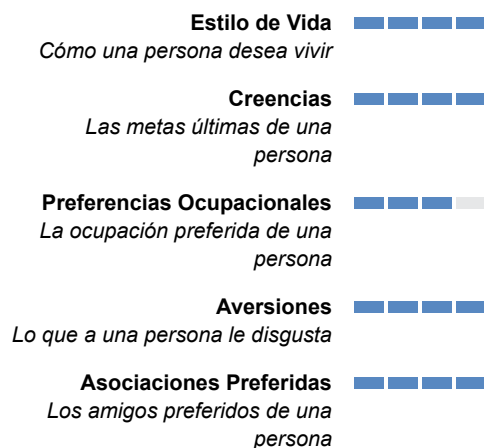 Estilo de Vida
Cómo una persona desea vivir
Creencias
Las metas últimas de una
persona
Preferencias Ocupacionales
La ocupación preferida de una
persona
Aversiones
Lo que a una persona le disgusta
Asociaciones Preferidas
Los amigos preferidos de una
persona